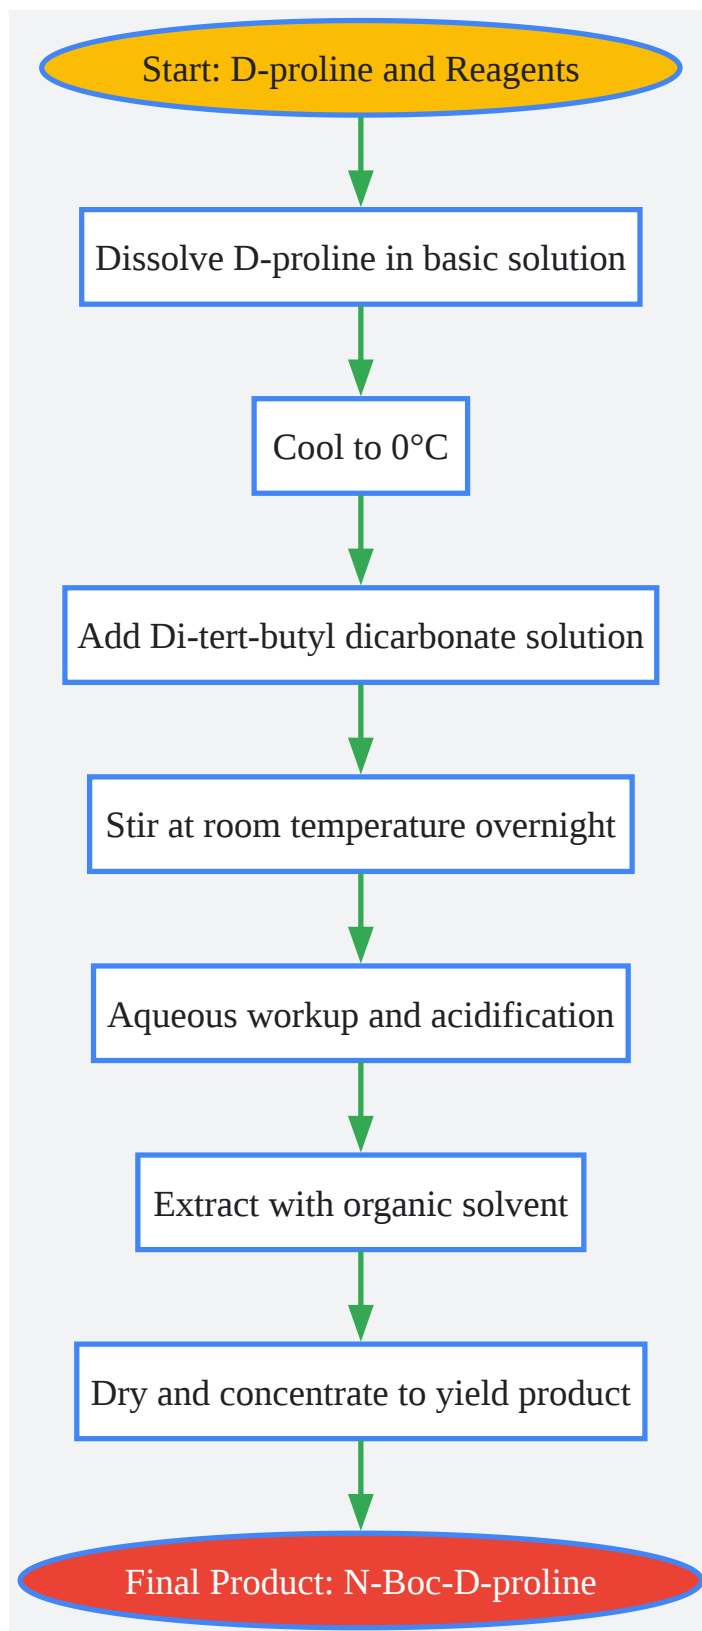 Start: D-proline and Reagents
Dissolve D-proline in basic solution
Cool to 0°C
Add Di-tert-butyl dicarbonate solution
Stir at room temperature overnight
Aqueous workup and acidification
Extract with organic solvent
Dry and concentrate to yield product
Final Product: N-Boc-D-proline